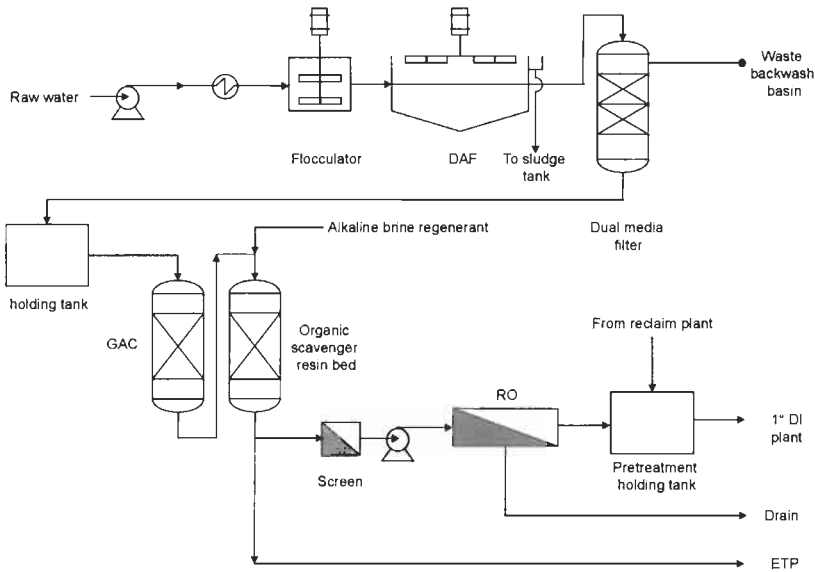 Raw water
Flocculator
DAF
To sludge
tank
Waste
backwash
basin
Dual media
filter
Alkaline brine regenerant
holding tank
GAC
Organic
scavenger
resin bed
From reclaim plant
RO
Screen
Pretreatment
holding tank
1° DI
plant
Drain
ETP